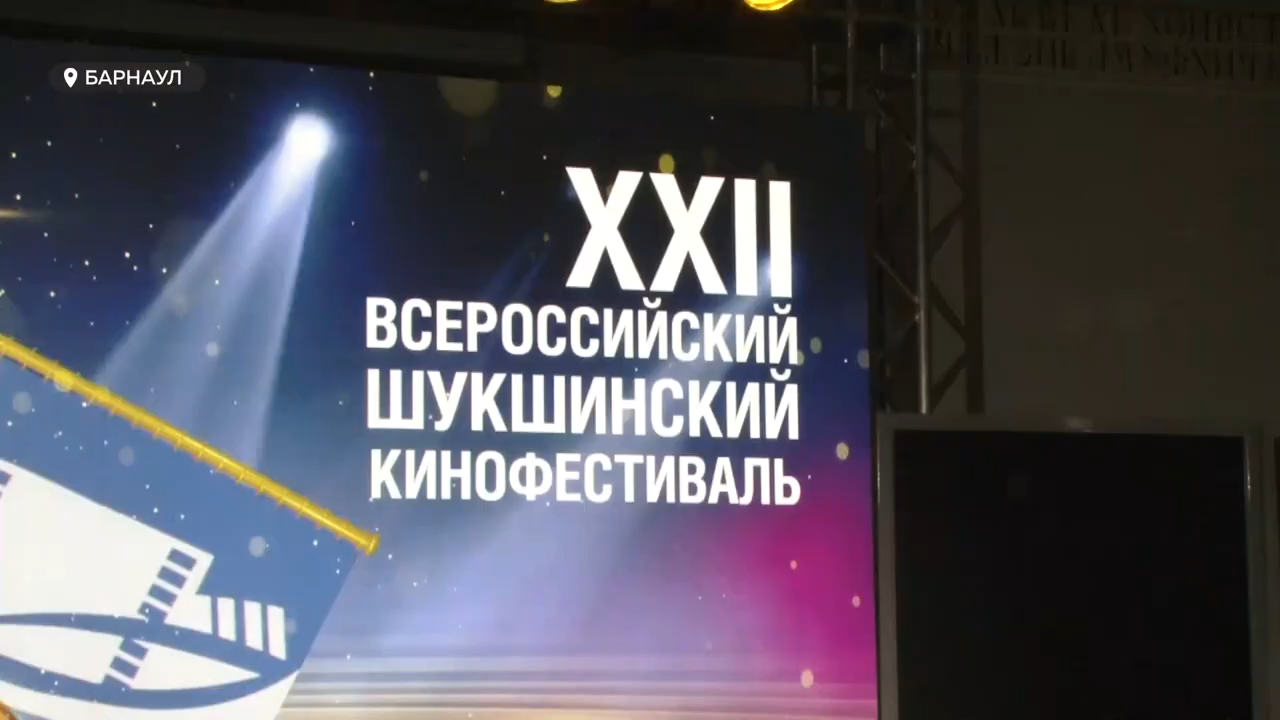 БАРНАУЛ
XXII
ВСЕРОССИЙСКИЙ
ШУКШИНСКИЙ
КИНОФЕСТИВАЛЬ